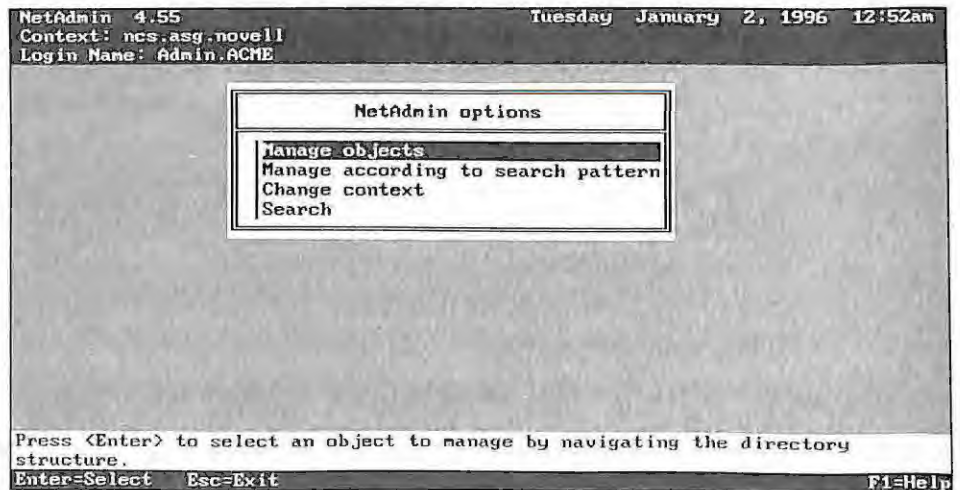 NetAdmin 4.55 Tuesday January 2, 1996 12:52am
Context: ncs.asg.novell
Login Name: Admin.ACME
NetAdmin options
Manage objects
Manage according to search pattern
Change context
Search
Press <Enter> to select an object to manage by navigating the directory
structure.
Enter=Select Esc=Exit F1=Help